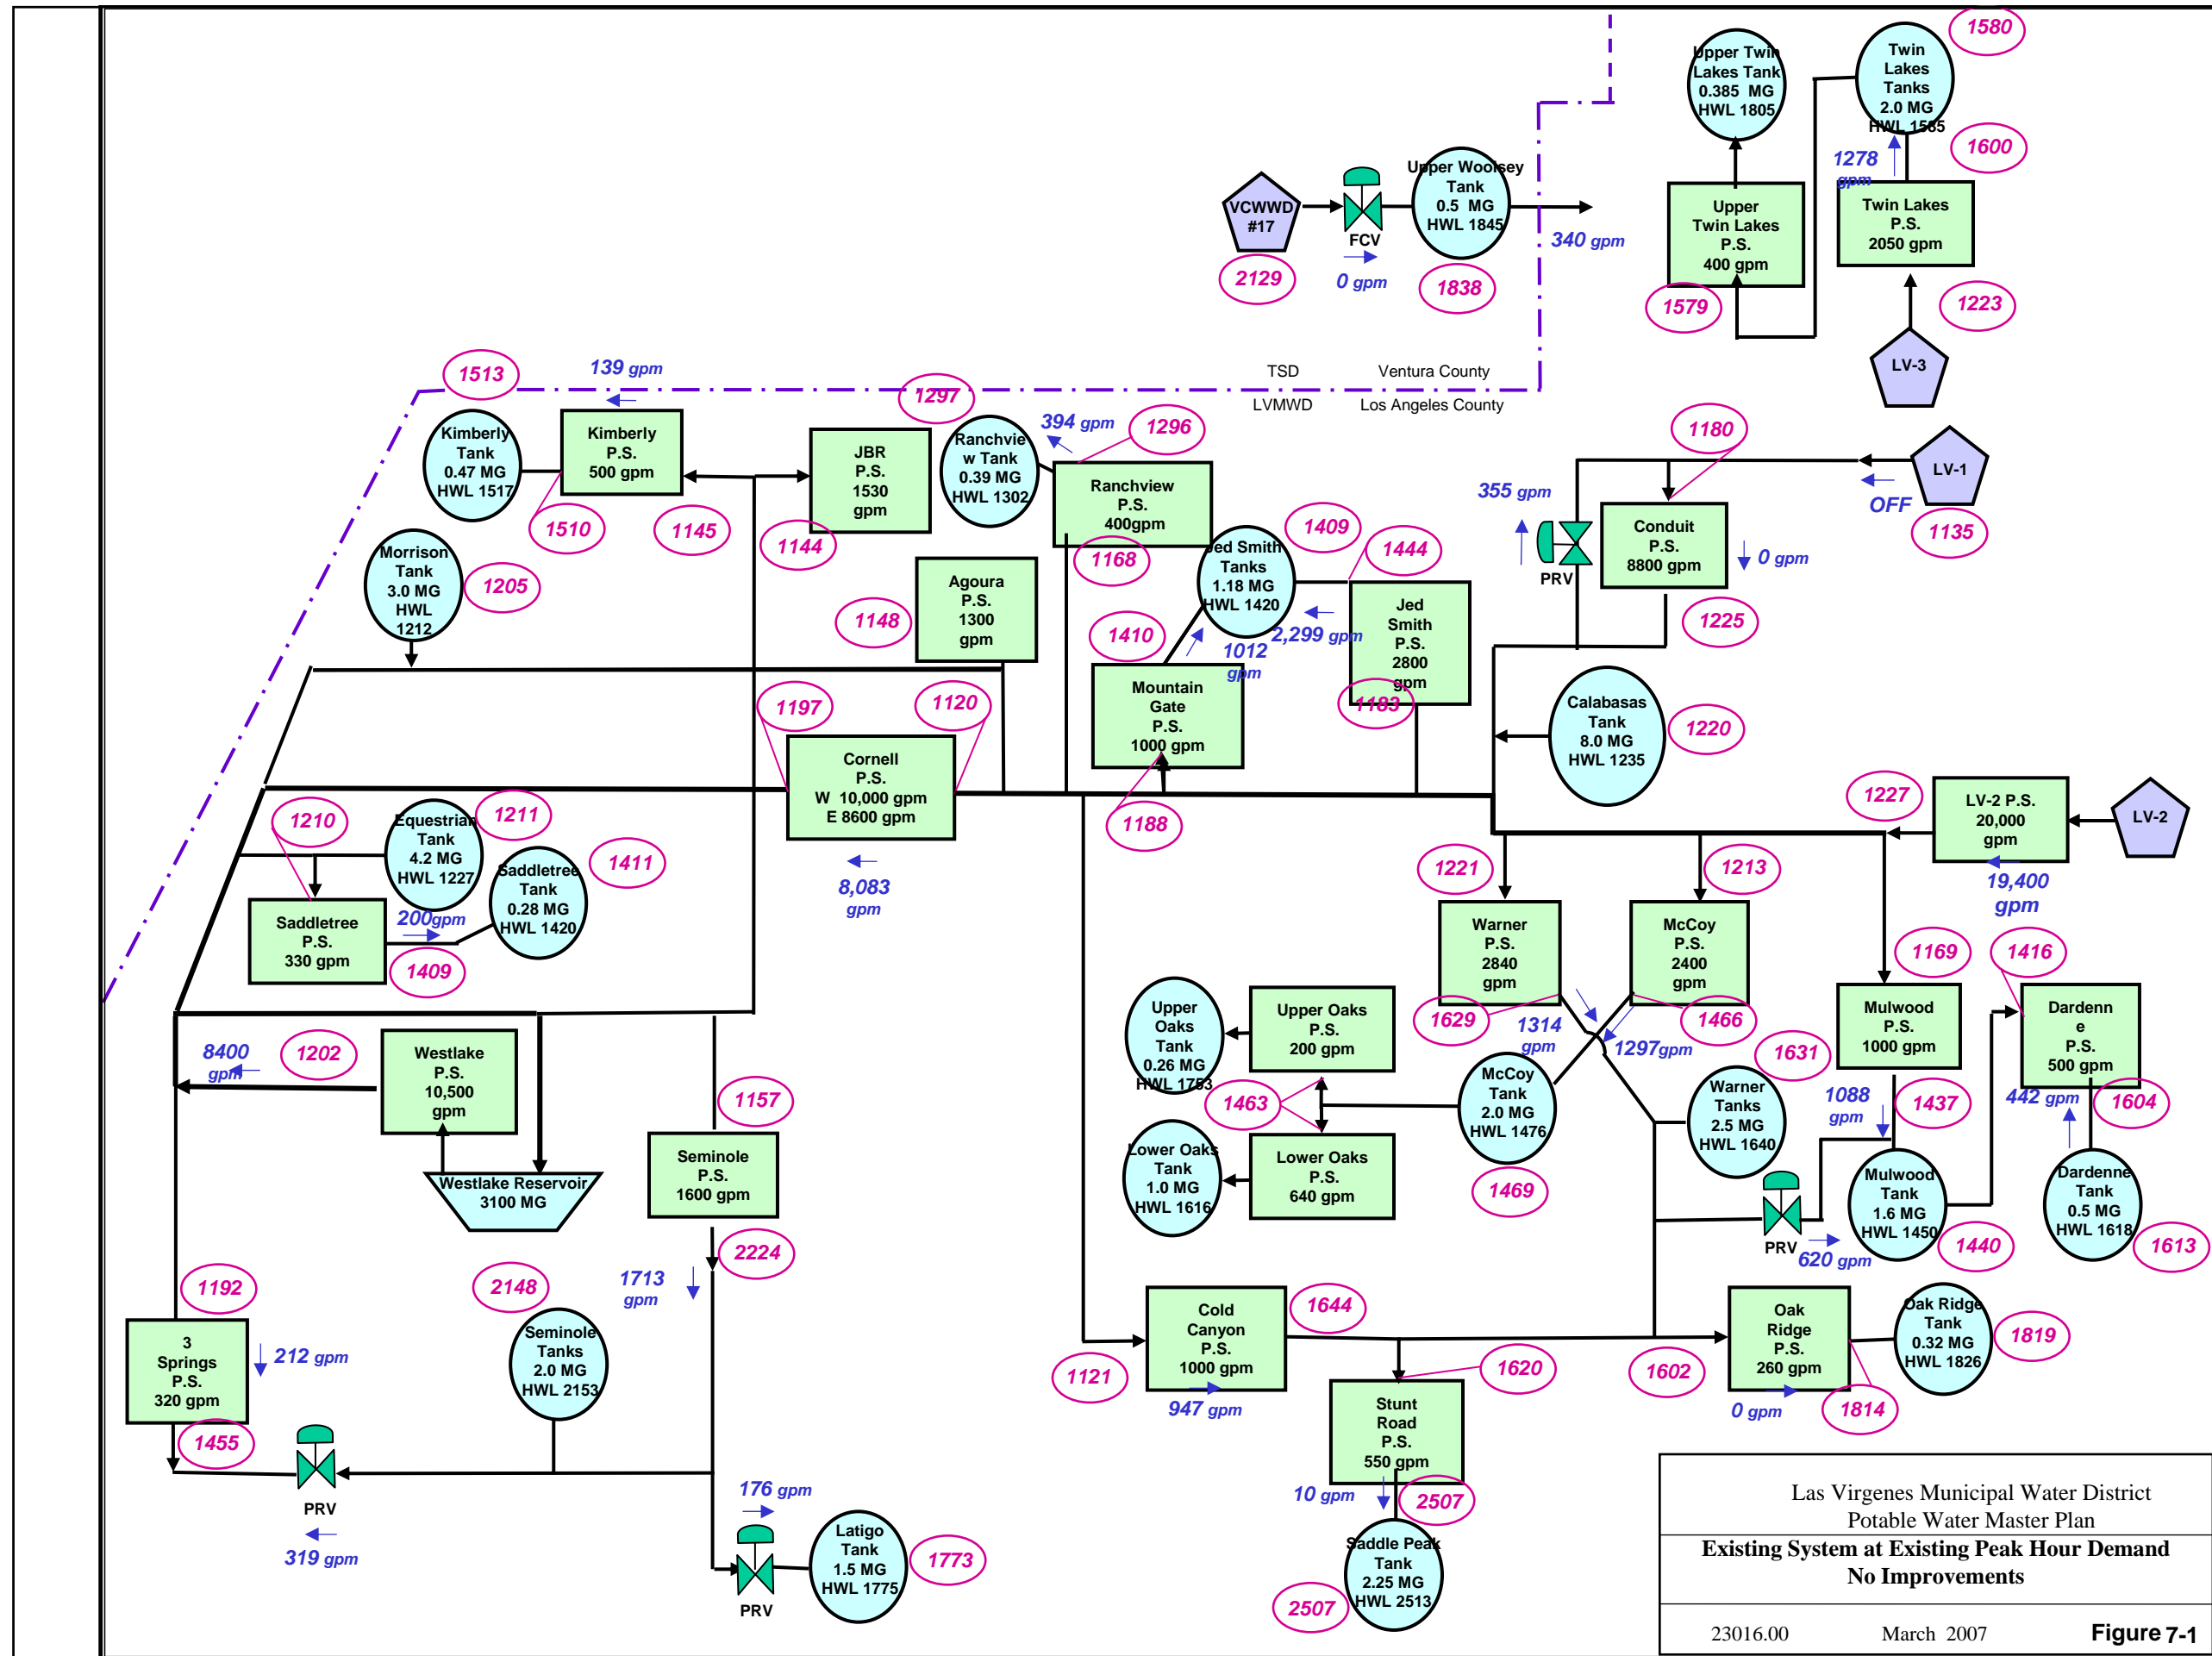 1580
Upper Twin
Lakes Tank
0.385 MG
HWL 1805
Twin
Lakes
Tanks
2.0 MG
HWL 1585
1600
1278
gpm
Upper Woolsey
Tank
0.5 MG
HWL 1845
VCWWD
#17
FCV
0 gpm
2129
1838
340 gpm
Upper
Twin Lakes
P.S.
400 gpm
Twin Lakes
P.S.
2050 gpm
1579
1223
LV-3
TSD
Ventura County
LVMWD
Los Angeles County
1513
139 gpm
1297
Kimberly
Tank
0.47 MG
HWL 1517
Kimberly
P.S.
500 gpm
JBR
P.S.
1530
gpm
Ranchvie
w Tank
0.39 MG
HWL 1302
394 gpm
1296
Ranchview
P.S.
400gpm
1180
LV-1
OFF
1135
355 gpm
PRV
Conduit
P.S.
8800 gpm
0 gpm
1225
1510
1145
1144
1168
Morrison
Tank
3.0 MG
HWL
1212
1205
Agoura
P.S.
1300
gpm
1148
Jed Smith
Tanks
1.18 MG
HWL 1420
1409
1444
2,299 gpm
Jed
Smith
P.S.
2800
gpm
1183
1410
1012
gpm
Mountain
Gate
P.S.
1000 gpm
1188
Calabasas
Tank
8.0 MG
HWL 1235
1220
1197
1120
Cornell
P.S.
W 10,000 gpm
E 8600 gpm
8,083
gpm
1227
LV-2 P.S.
20,000
gpm
LV-2
19,400
gpm
1210
Equestrian
Tank
4.2 MG
HWL 1227
1211
Saddletree
Tank
0.28 MG
HWL 1420
1411
Saddletree
P.S.
330 gpm
200gpm
1409
1221
1213
Warner
P.S.
2840
gpm
McCoy
P.S.
2400
gpm
1629
1314
gpm
1297gpm
1466
1169
1416
Mulwood
P.S.
1000 gpm
Dardenn
e
P.S.
500 gpm
Upper
Oaks
Tank
0.26 MG
HWL 1753
Upper Oaks
P.S.
200 gpm
1463
Lower Oaks
Tank
1.0 MG
HWL 1616
Lower Oaks
P.S.
640 gpm
McCoy
Tank
2.0 MG
HWL 1476
1469
1631
Warner
Tanks
2.5 MG
HWL 1640
1088
gpm
1437
442 gpm
1604
PRV
620 gpm
Mulwood
Tank
1.6 MG
HWL 1450
1440
Dardenne
Tank
0.5 MG
HWL 1618
1613
8400
gpm
1202
Westlake
P.S.
10,500
gpm
Westlake Reservoir
3100 MG
1157
Seminole
P.S.
1600 gpm
2224
1713
gpm
1192
3
Springs
P.S.
320 gpm
212 gpm
1455
2148
Seminole
Tanks
2.0 MG
HWL 2153
PRV
319 gpm
176 gpm
PRV
Latigo
Tank
1.5 MG
HWL 1775
1773
1121
Cold
Canyon
P.S.
1000 gpm
947 gpm
1644
1620
Stunt
Road
P.S.
550 gpm
10 gpm
2507
Saddle Peak
Tank
2.25 MG
HWL 2513
2507
1602
Oak
Ridge
P.S.
260 gpm
0 gpm
1814
Oak Ridge
Tank
0.32 MG
HWL 1826
1819
Las Virgenes Municipal Water District
Potable Water Master Plan
Existing System at Existing Peak Hour Demand
No Improvements
23016.00
March 2007
Figure 7-1